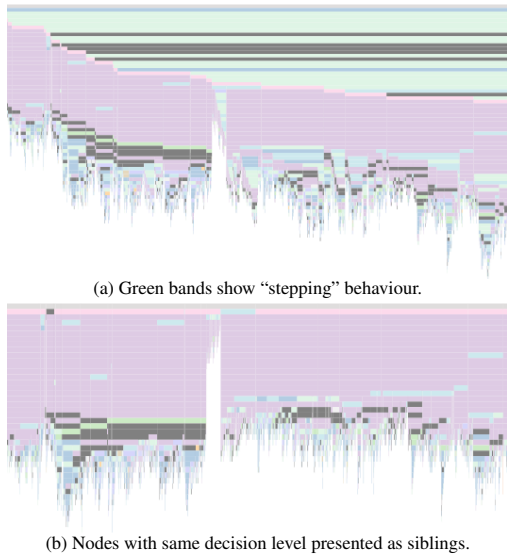 (a) Green bands show “stepping” behaviour.
(b) Nodes with same decision level presented as siblings.